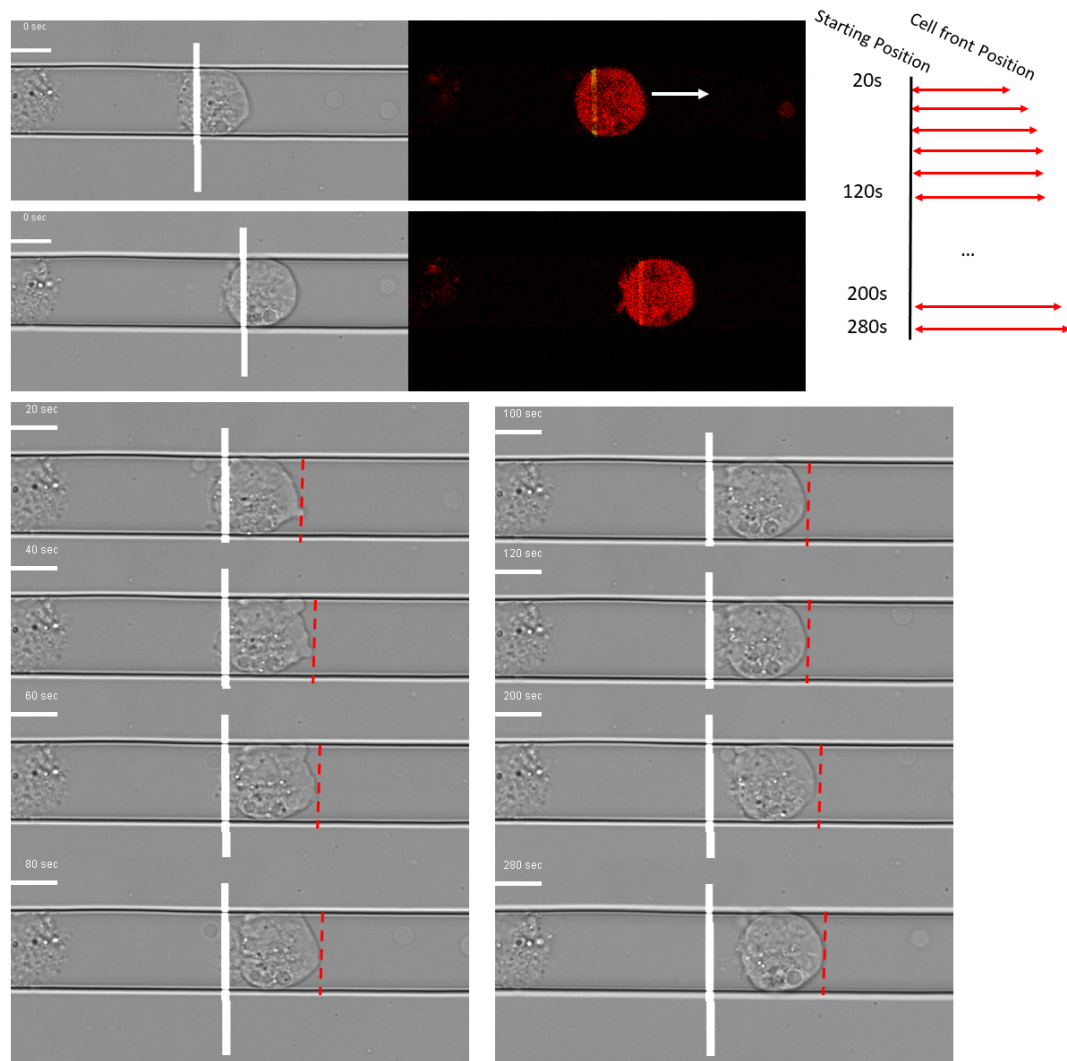 0 sec
Starting Position
Cell front Position
20s
120s
...
200s
280s
0 sec
20 sec
100 sec
40 sec
120 sec
60 sec
200 sec
80 sec
280 sec